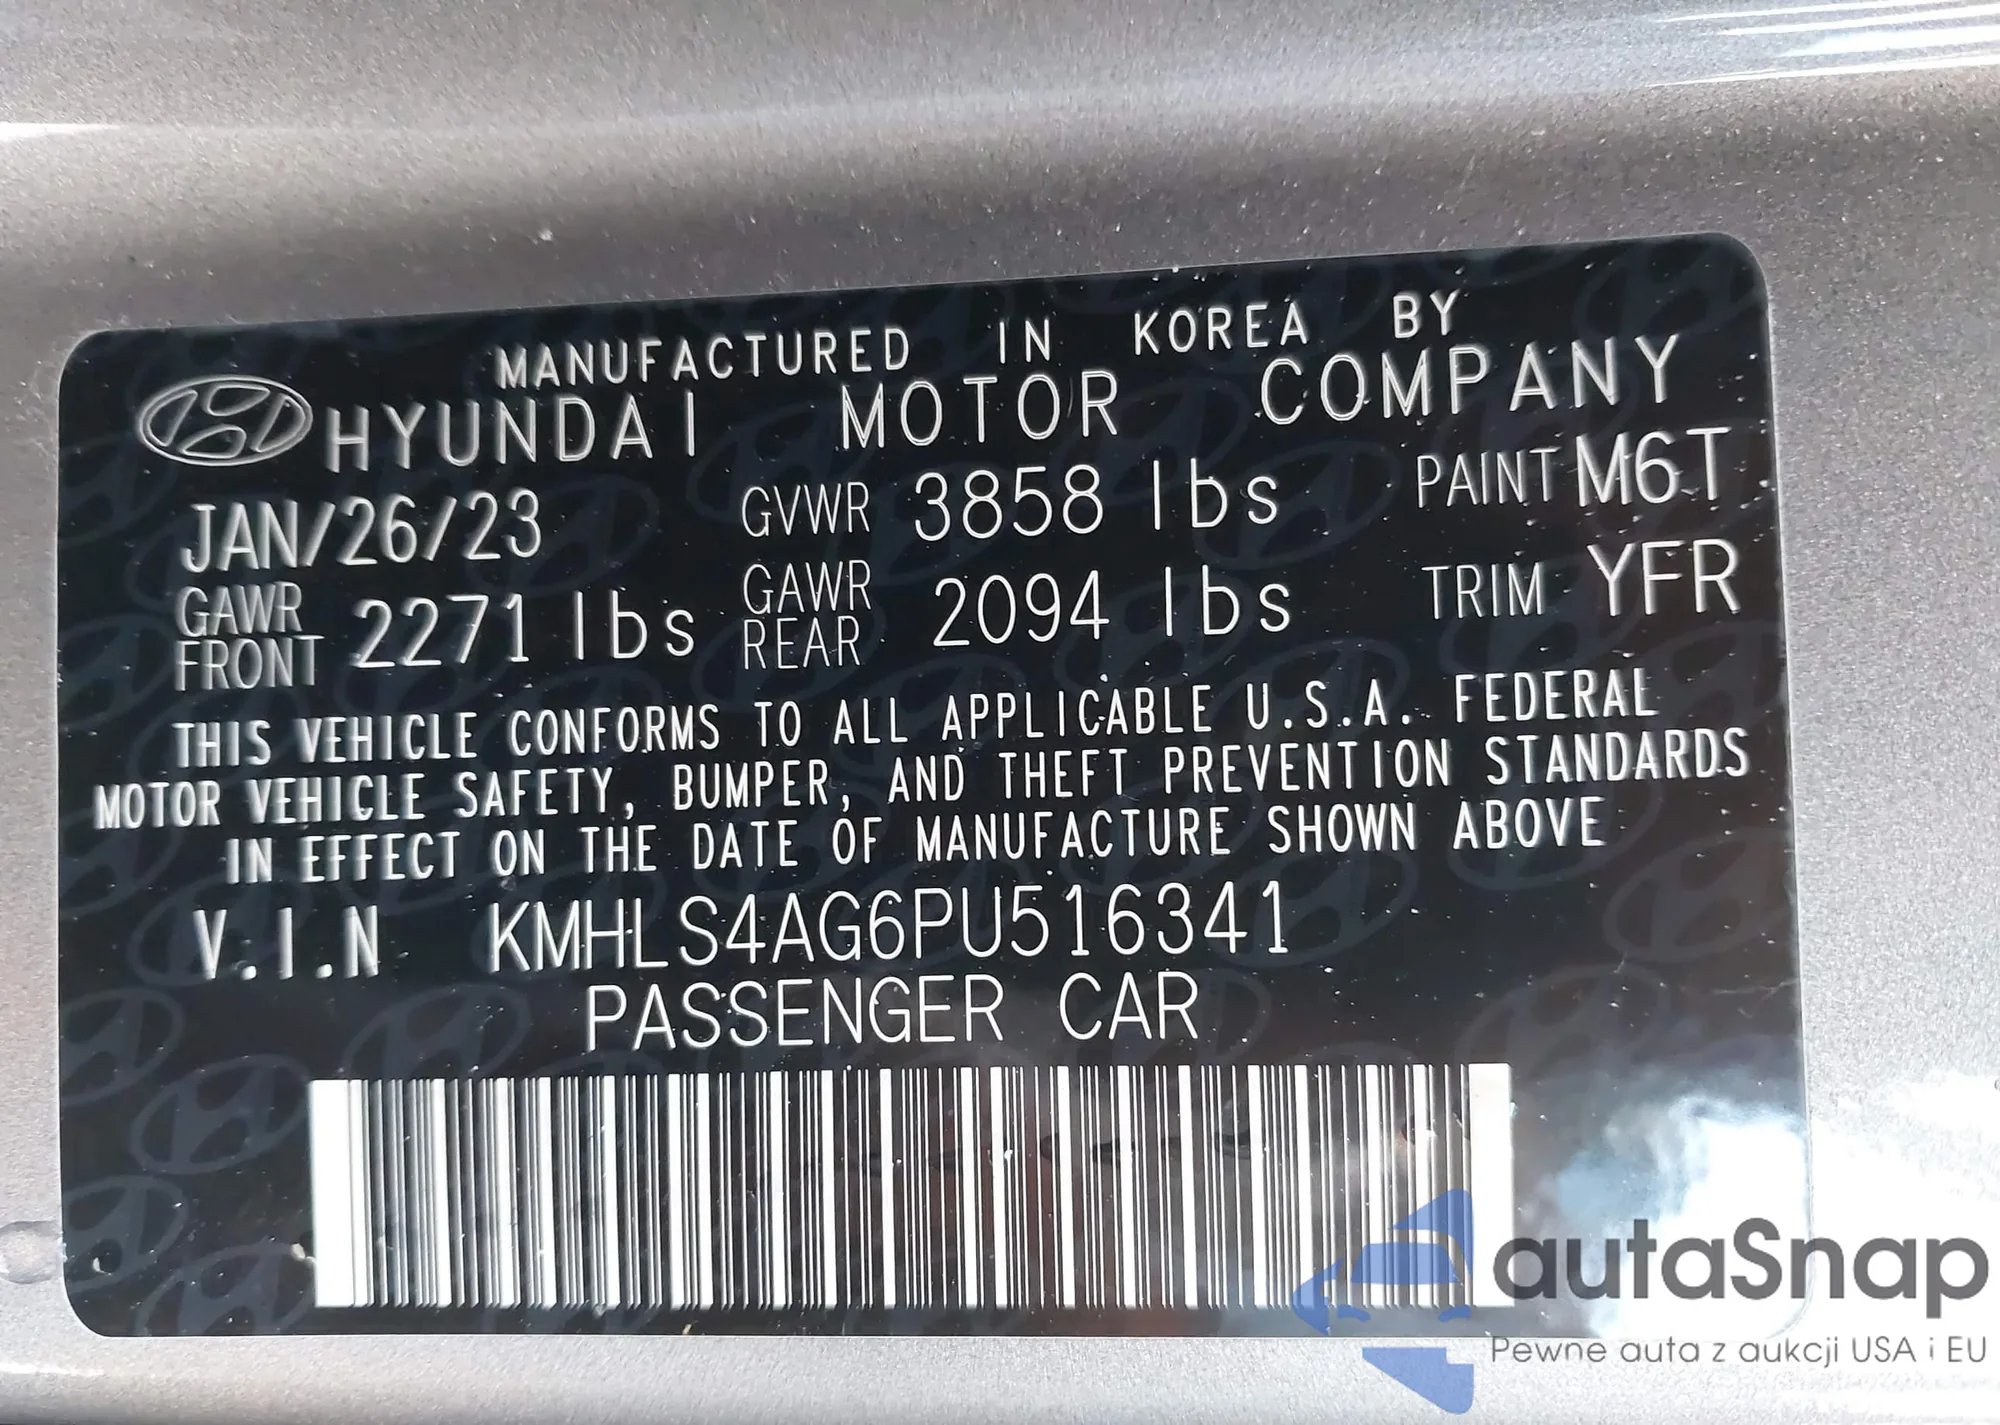 MANUFACTURED IN KOREA BY
HYUNDAI MOTOR COMPANY
JAN/26/23 GVWR 3858 lbs PAINT M6T
GAWR FRONT 2271 lbs GAWR REAR 2094 lbs TRIM YFR
THIS VEHICLE CONFORMS TO ALL APPLICABLE U.S.A. FEDERAL
MOTOR VEHICLE SAFETY, BUMPER, AND THEFT PREVENTION STANDARDS
IN EFFECT ON THE DATE OF MANUFACTURE SHOWN ABOVE
V.I.N KMHLS4AG6PU516341
PASSENGER CAR
autaSnap
Pewne auta z aukcji USA i EU